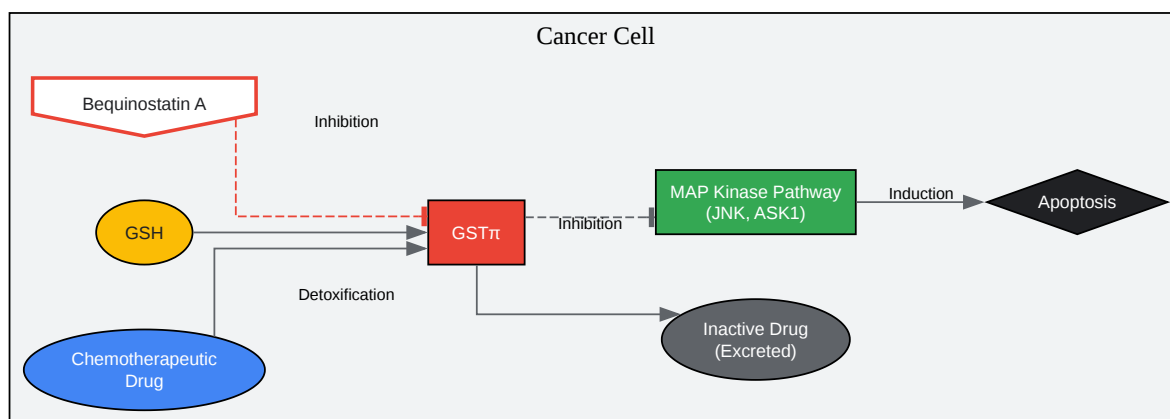 Cancer Cell
Bequinostatin A
Inhibition
MAP Kinase Pathway
(JNK, ASK1)
Induction
Apoptosis
GSH
GSTπ
Inhibition
Detoxification
Inactive Drug
(Excreted)
Chemotherapeutic
Drug